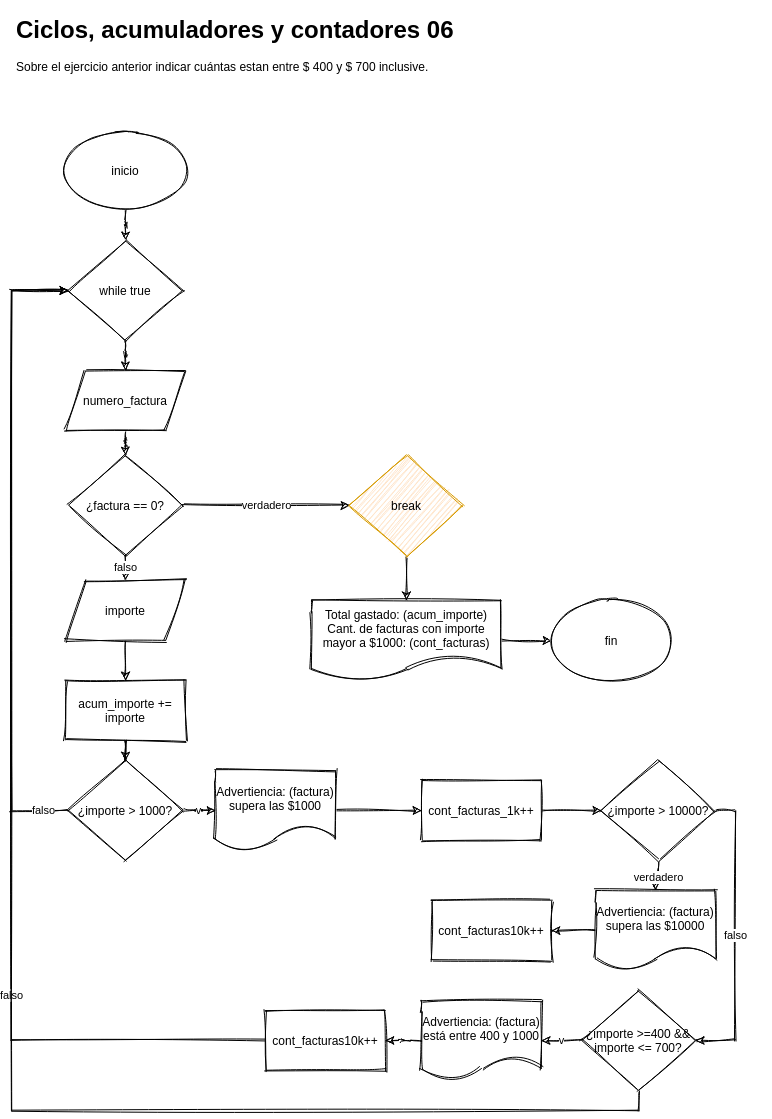 Ciclos, acumuladores y contadores 06
Sobre el ejercicio anterior indicar cuántas estan entre $ 400 y $ 700 inclusive.
inicio
while true
numero_factura
¿factura == 0?
verdadero
break
falso
importe
Total gastado: (acum_importe)
Cant. de facturas con importe
mayor a $1000: (cont_facturas)
fin
acum_importe +=
importe
falso
¿importe > 1000?
v
Advertiencia: (factura)
supera las $1000
cont_facturas_1k++
¿importe > 10000?
verdadero
cont_facturas10k++
Advertiencia: (factura)
supera las $10000
falso
falso
cont_facturas10k++
Advertiencia: (factura)
está entre 400 y 1000
v
¿importe >=400 &&
importe <= 700?